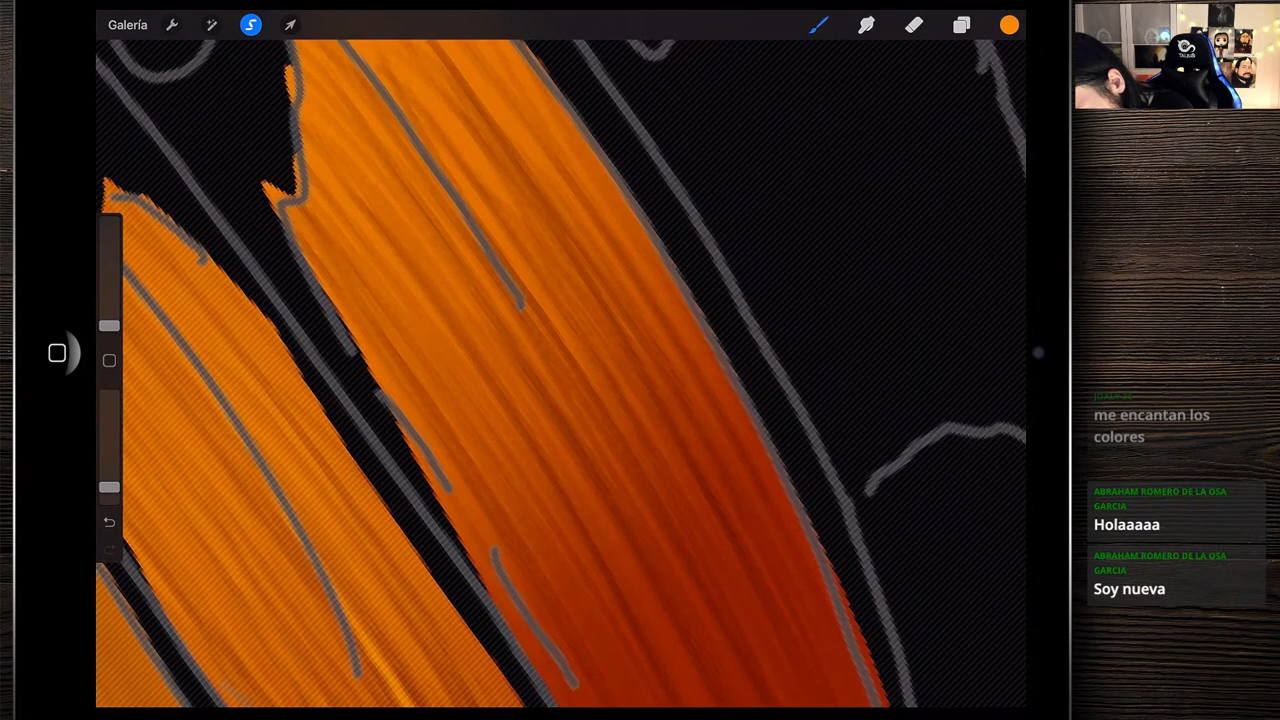 Galería
me encantan los
colores
ABRAHAM ROMERO DE LA OSA
GARCIA
Holaaaaa
ABRAHAM ROMERO DE LA OSA
GARCIA
Soy nueva